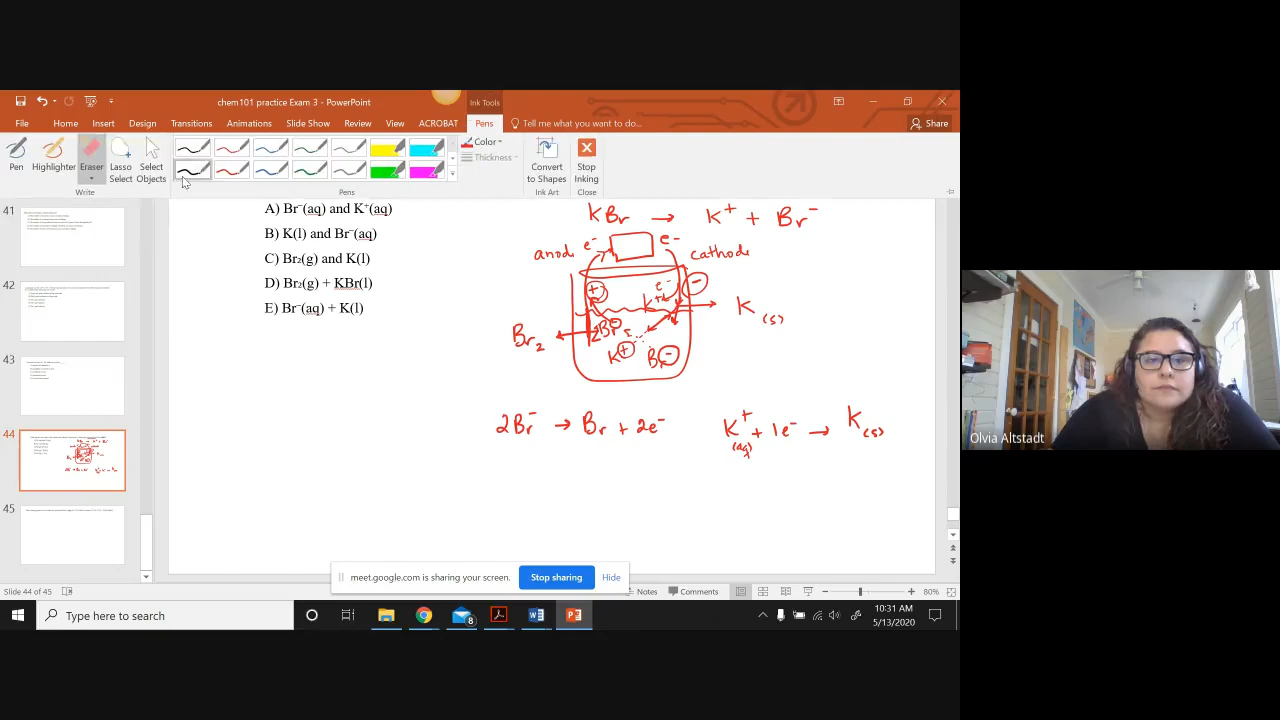 chem101 practice Exam 3 - PowerPoint
Ink Tools
File Home Insert Design Transitions Animations Slide Show Review View ACROBAT Pens Tell me what you want to do... Share
Pen Highlighter Eraser Lasso Select Select Objects
Color
Thickness
Convert to Shapes
Stop Inking
Write Pens Ink Art Close
41
42
43
44
45
A) Br⁻(aq) and K⁺(aq)
B) K(l) and Br⁻(aq)
C) Br₂(g) and K(l)
D) Br₂(g) + KBr(l)
E) Br⁻(aq) + K(l)
KBr → K⁺ + Br⁻
anode e⁻ e⁻ cathode
+ e⁻ −
K⁺ K (s)
Br₂ 2Br⁻
K⁺ Br⁻
2Br⁻ → Br + 2e⁻ K⁺(aq) + 1e⁻ → K(s)
Olvia Altstadt
meet.google.com is sharing your screen. Stop sharing Hide
Slide 44 of 45 Notes Comments 80%
Type here to search
8
10:31 AM
5/13/2020